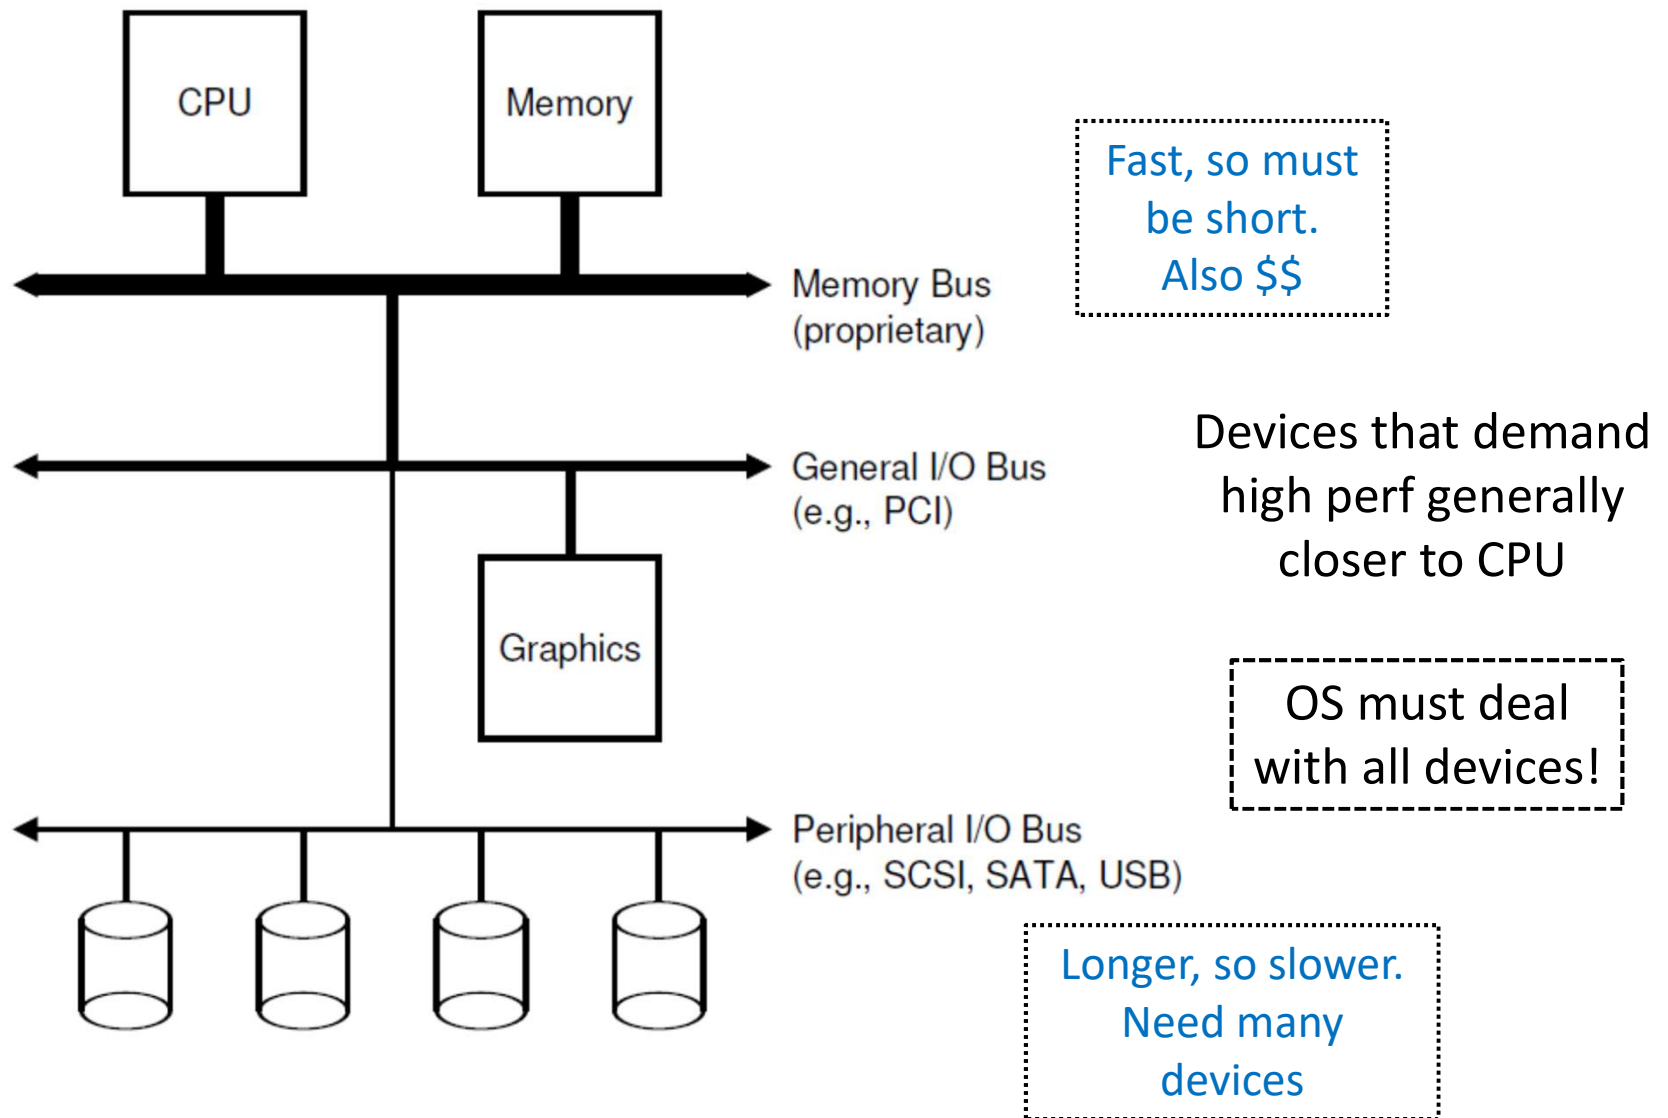 CPU
Memory
Fast, so must
be short.
Also $$
Memory Bus
(proprietary)
Devices that demand
high perf generally
closer to CPU
General I/O Bus
(e.g., PCI)
Graphics
OS must deal
with all devices!
Peripheral I/O Bus
(e.g., SCSI, SATA, USB)
Longer, so slower.
Need many
devices